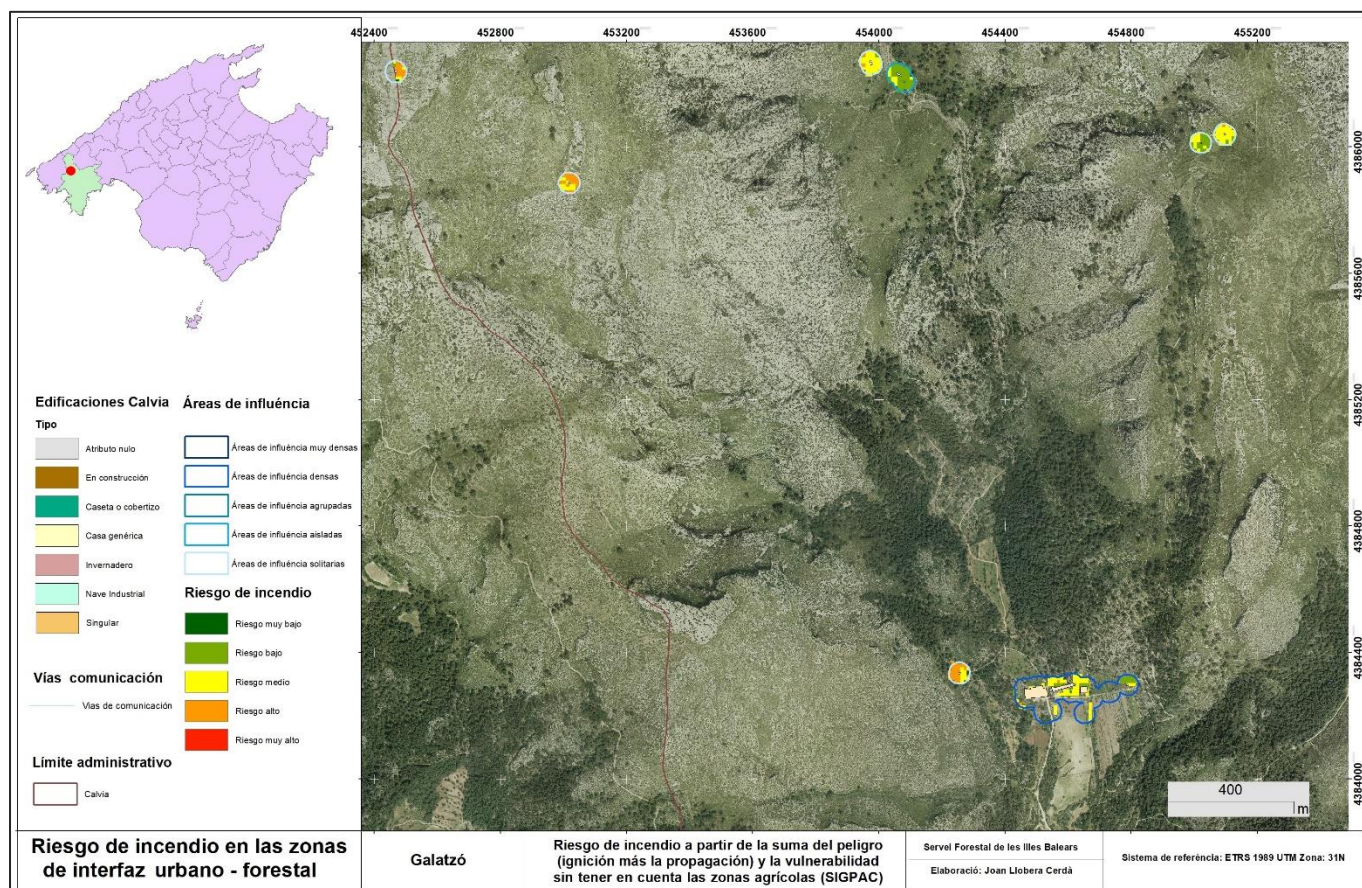 452400 452800 453200 453600 454000 454400 454800 455200
4386000
4385600
4385200
4384800
4384400
4384000
Edificaciones Calvia
Tipo
Atributo nulo
En construcción
Caseta o cobertizo
Casa genérica
Invernadero
Nave Industrial
Singular
Vías comunicación
Vias de comunicación
Límite administrativo
Calvia
Áreas de influéncia
Áreas de influéncia muy densas
Áreas de influéncia densas
Áreas de influéncia agrupadas
Áreas de influéncia aisladas
Áreas de influéncia solitarias
Riesgo de incendio
Riesgo muy bajo
Riesgo bajo
Riesgo medio
Riesgo alto
Riesgo muy alto
400
m
Riesgo de incendio en las zonas
de interfaz urbano - forestal
Galatzó
Riesgo de incendio a partir de la suma del peligro
(ignición más la propagación) y la vulnerabilidad
sin tener en cuenta las zonas agrícolas (SIGPAC)
Servei Forestal de les Illes Balears
Elaboració: Joan Llobera Cerdà
Sistema de referència: ETRS 1989 UTM Zona: 31N